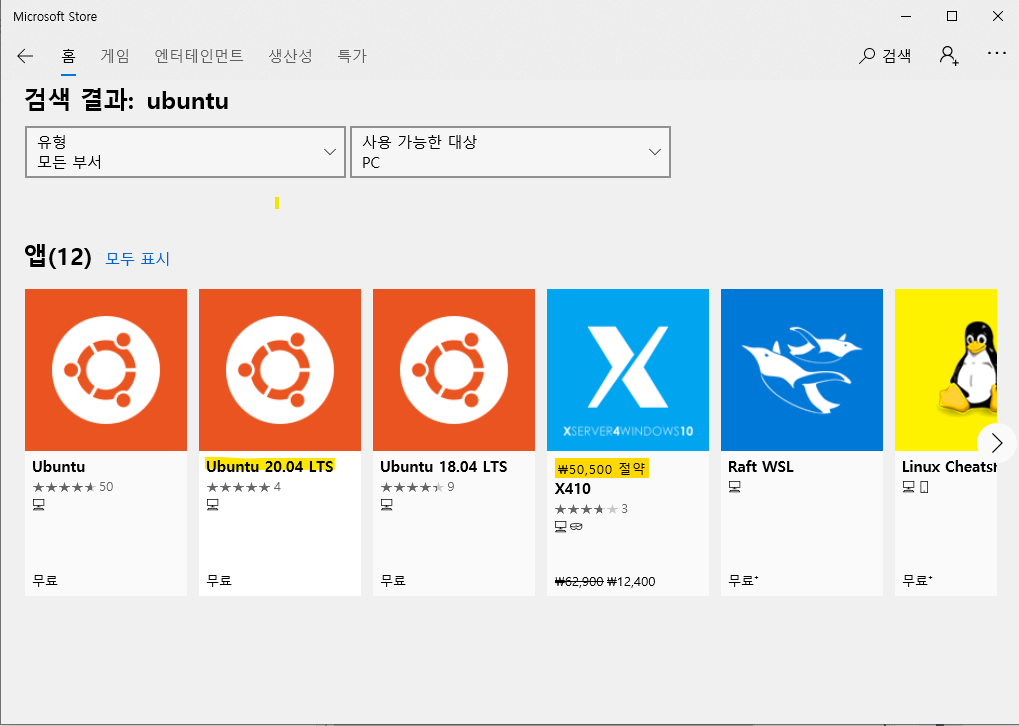 Microsoft Store
홈 게임 엔터테인먼트 생산성 특가 검색
검색 결과: ubuntu
유형
모든 부서
사용 가능한 대상
PC
앱(12) 모두 표시
Ubuntu
50
무료
Ubuntu 20.04 LTS
4
무료
Ubuntu 18.04 LTS
9
무료
XSERVER4WINDOWS10
₩50,500 절약
X410
3
₩62,900 ₩12,400
Raft WSL
무료+
Linux Cheatsh
무료+